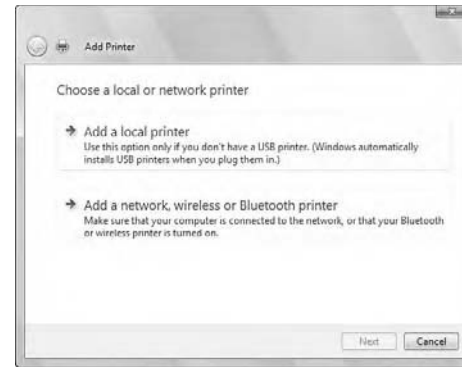 Add Printer
Choose a local or network printer
Add a local printer
Use this option only if you don't have a USB printer. (Windows automatically
installs USB printers when you plug them in.)
Add a network, wireless or Bluetooth printer
Make sure that your computer is connected to the network, or that your Bluetooth
or wireless printer is turned on.
Next Cancel